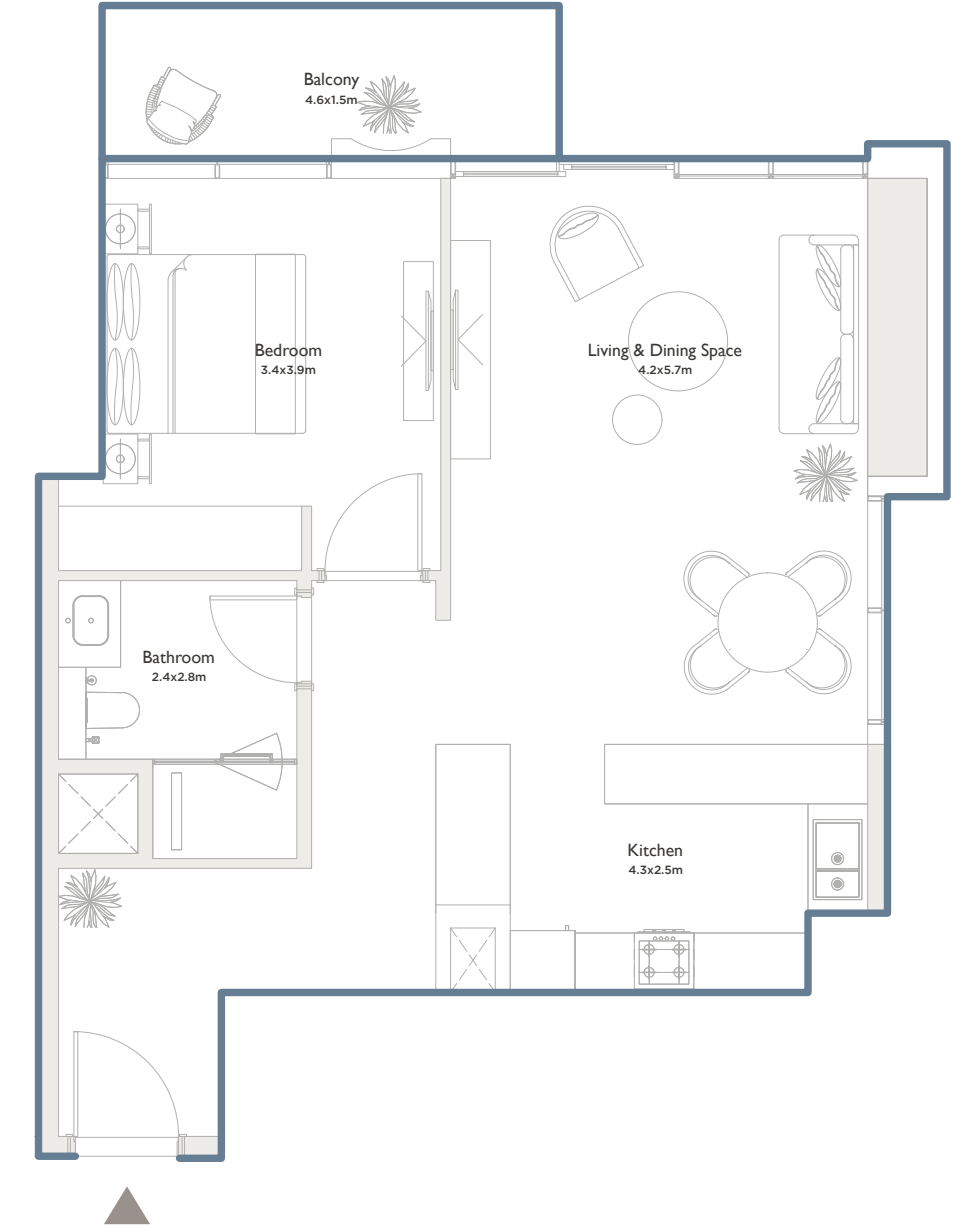 Balcony
4.6x1.5m
Bedroom
3.4x3.9m
Living & Dining Space
4.2x5.7m
Bathroom
2.4x2.8m
Kitchen
4.3x2.5m